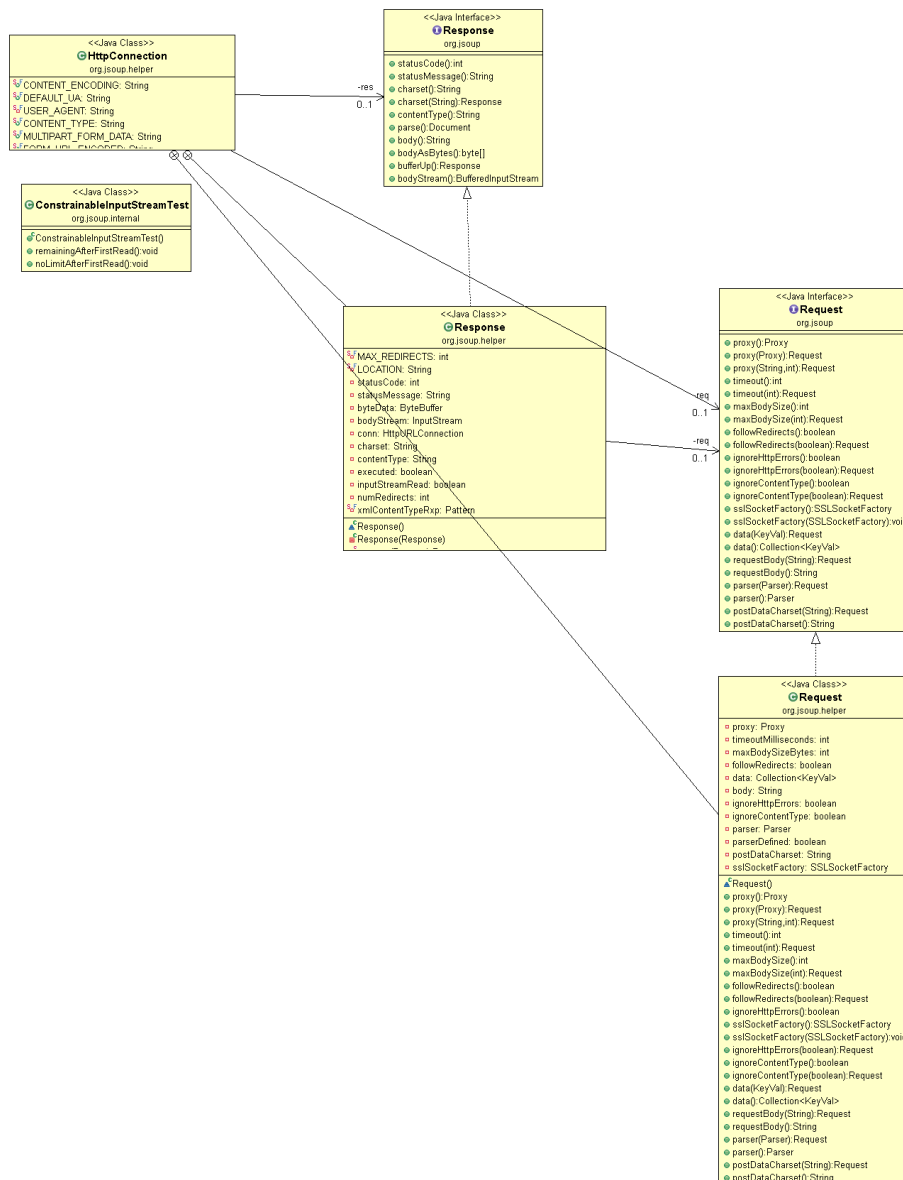 <<Java Class>>
HttpConnection
org.jsoup.helper
CONTENT_ENCODING: String
DEFAULT_UA: String
USER_AGENT: String
CONTENT_TYPE: String
MULTIPART_FORM_DATA: String
FORM_URL_ENCODED: String
<<Java Interface>>
Response
org.jsoup
statusCode():int
statusMessage():String
charset():String
charset(String):Response
contentType():String
parse():Document
body():String
bodyAsBytes():byte[]
bufferUp():Response
bodyStream():BufferedInputStream
-res
0..1
<<Java Class>>
ConstrainableInputStreamTest
org.jsoup.internal
ConstrainableInputStreamTest()
remainingAfterFirstRead():void
noLimitAfterFirstRead():void
<<Java Class>>
Response
org.jsoup.helper
MAX_REDIRECTS: int
LOCATION: String
statusCode: int
statusMessage: String
byteData: ByteBuffer
bodyStream: InputStream
conn: HttpURLConnection
charset: String
contentType: String
executed: boolean
inputStreamRead: boolean
numRedirects: int
xmlContentTypeRxp: Pattern
Response()
Response(Response)
-req
0..1
-req
0..1
<<Java Interface>>
Request
org.jsoup
proxy():Proxy
proxy(Proxy):Request
proxy(String,int):Request
timeout():int
timeout(int):Request
maxBodySize():int
maxBodySize(int):Request
followRedirects():boolean
followRedirects(boolean):Request
ignoreHttpErrors():boolean
ignoreHttpErrors(boolean):Request
ignoreContentType():boolean
ignoreContentType(boolean):Request
sslSocketFactory():SSLSocketFactory
sslSocketFactory(SSLSocketFactory):voi
data(KeyVal):Request
data():Collection<KeyVal>
requestBody(String):Request
requestBody():String
parser(Parser):Request
parser():Parser
postDataCharset(String):Request
postDataCharset():String
<<Java Class>>
Request
org.jsoup.helper
proxy: Proxy
timeoutMilliseconds: int
maxBodySizeBytes: int
followRedirects: boolean
data: Collection<KeyVal>
body: String
ignoreHttpErrors: boolean
ignoreContentType: boolean
parser: Parser
parserDefined: boolean
postDataCharset: String
sslSocketFactory: SSLSocketFactory
Request()
proxy():Proxy
proxy(Proxy):Request
proxy(String,int):Request
timeout():int
timeout(int):Request
maxBodySize():int
maxBodySize(int):Request
followRedirects():boolean
followRedirects(boolean):Request
ignoreHttpErrors():boolean
sslSocketFactory():SSLSocketFactory
sslSocketFactory(SSLSocketFactory):voi
ignoreHttpErrors(boolean):Request
ignoreContentType():boolean
ignoreContentType(boolean):Request
data(KeyVal):Request
data():Collection<KeyVal>
requestBody(String):Request
requestBody():String
parser(Parser):Request
parser():Parser
postDataCharset(String):Request
postDataCharset():String